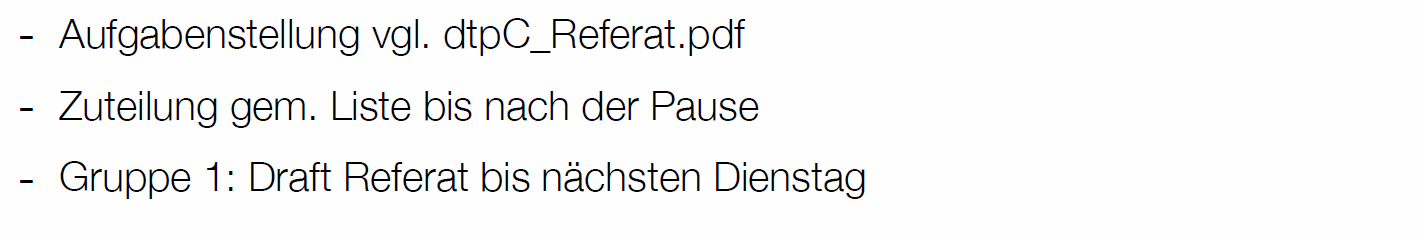 - Aufgabenstellung vgl. dtpC_Referat.pdf
- Zuteilung gem. Liste bis nach der Pause
- Gruppe 1: Draft Referat bis nächsten Dienstag